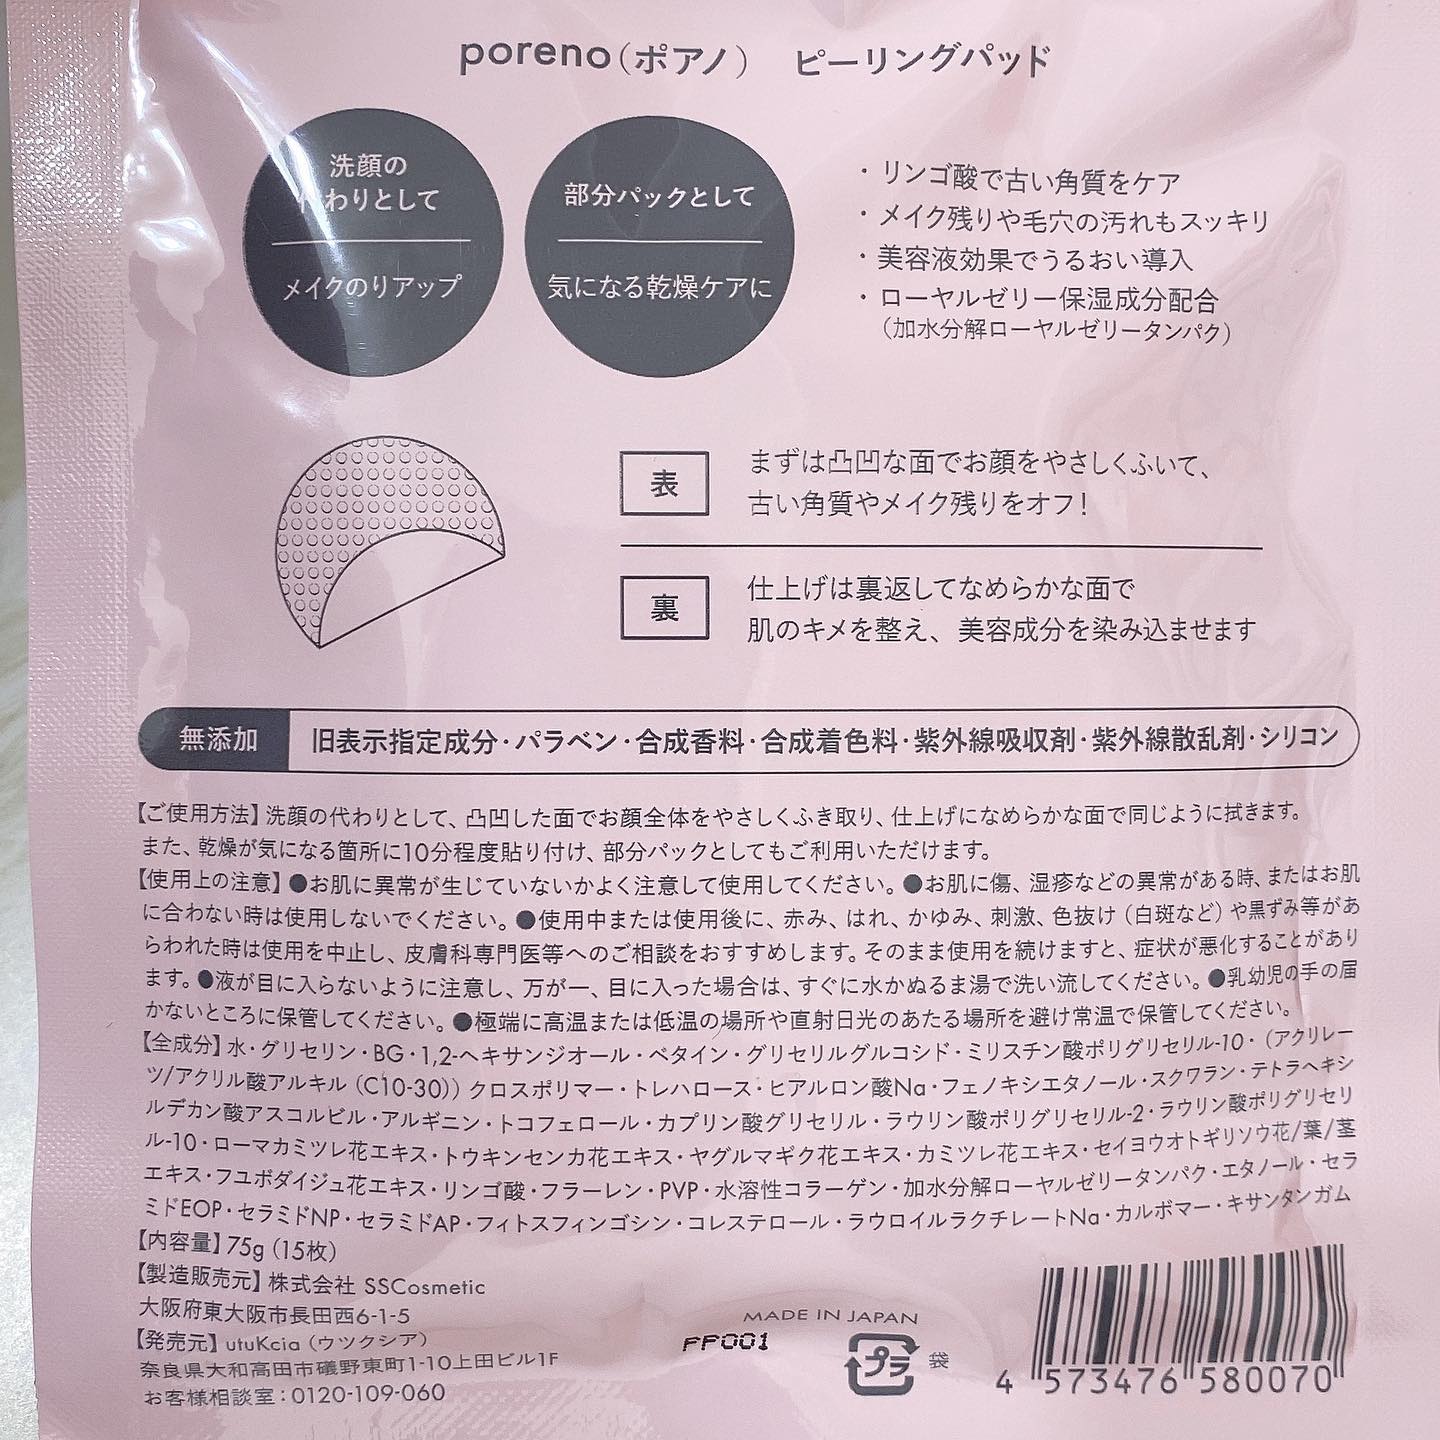 poreno(ポアノ) ピーリングパッド
洗顔の
代わりとして
メイクのりアップ
部分パックとして
気になる乾燥ケアに
・リンゴ酸で古い角質をケア
・メイク残りや毛穴の汚れもスッキリ
・美容液効果でうるおい導入
・ローヤルゼリー保湿成分配合
(加水分解ローヤルゼリータンパク)
表
まずは凸凹な面でお顔をやさしくふいて、
古い角質やメイク残りをオフ!
裏
仕上げは裏返してなめらかな面で
肌のキメを整え、美容成分を染み込ませます
無添加 旧表示指定成分・パラベン・合成香料・合成着色料・紫外線吸収剤・紫外線散乱剤・シリコン
【ご使用方法】洗顔の代わりとして、凸凹した面でお顔全体をやさしくふき取り、仕上げになめらかな面で同じように拭きます。
また、乾燥が気になる箇所に10分程度貼り付け、部分パックとしてもご利用いただけます。
【使用上の注意】●お肌に異常が生じていないかよく注意して使用してください。●お肌に傷、湿疹などの異常がある時、またはお肌
に合わない時は使用しないでください。●使用中または使用後に、赤み、はれ、かゆみ、刺激、色抜け(白斑など)や黒ずみ等があ
らわれた時は使用を中止し、皮膚科専門医等へのご相談をおすすめします。そのまま使用を続けますと、症状が悪化することがあり
ます。●液が目に入らないように注意し、万が一、目に入った場合は、すぐに水かぬるま湯で洗い流してください。●乳幼児の手の届
かないところに保管してください。●極端に高温または低温の場所や直射日光のあたる場所を避け常温で保管してください。
【全成分】水・グリセリン・BG・1,2-ヘキサンジオール・ベタイン・グリセリルグルコシド・ミリスチン酸ポリグリセリル-10・(アクリレー
ツ/アクリル酸アルキル(C10-30))クロスポリマー・トレハロース・ヒアルロン酸Na・フェノキシエタノール・スクワラン・テトラヘキシ
ルデカン酸アスコルビル・アルギニン・トコフェロール・カプリン酸グリセリル・ラウリン酸ポリグリセリル-2・ラウリン酸ポリグリセリ
ル-10・ローマカミツレ花エキス・トウキンセンカ花エキス・ヤグルマギク花エキス・カミツレ花エキス・セイヨウオトギリソウ花/葉/茎
エキス・フユボダイジュ花エキス・リンゴ酸・フラーレン・PVP・水溶性コラーゲン・加水分解ローヤルゼリータンパク・エタノール・セラ
ミドEOP・セラミドNP・セラミドAP・フィトスフィンゴシン・コレステロール・ラウロイルラクチレートNa・カルボマー・キサンタンガム
【内容量】75g(15枚)
【製造販売元】株式会社 SSCosmetic
大阪府東大阪市長田西6-1-5
【発売元】utuKcia(ウツクシア)
奈良県大和高田市礒野東町1-10上田ビル1F
お客様相談室:0120-109-060
MADE IN JAPAN
PP001
プラ 袋
4 573476 580070